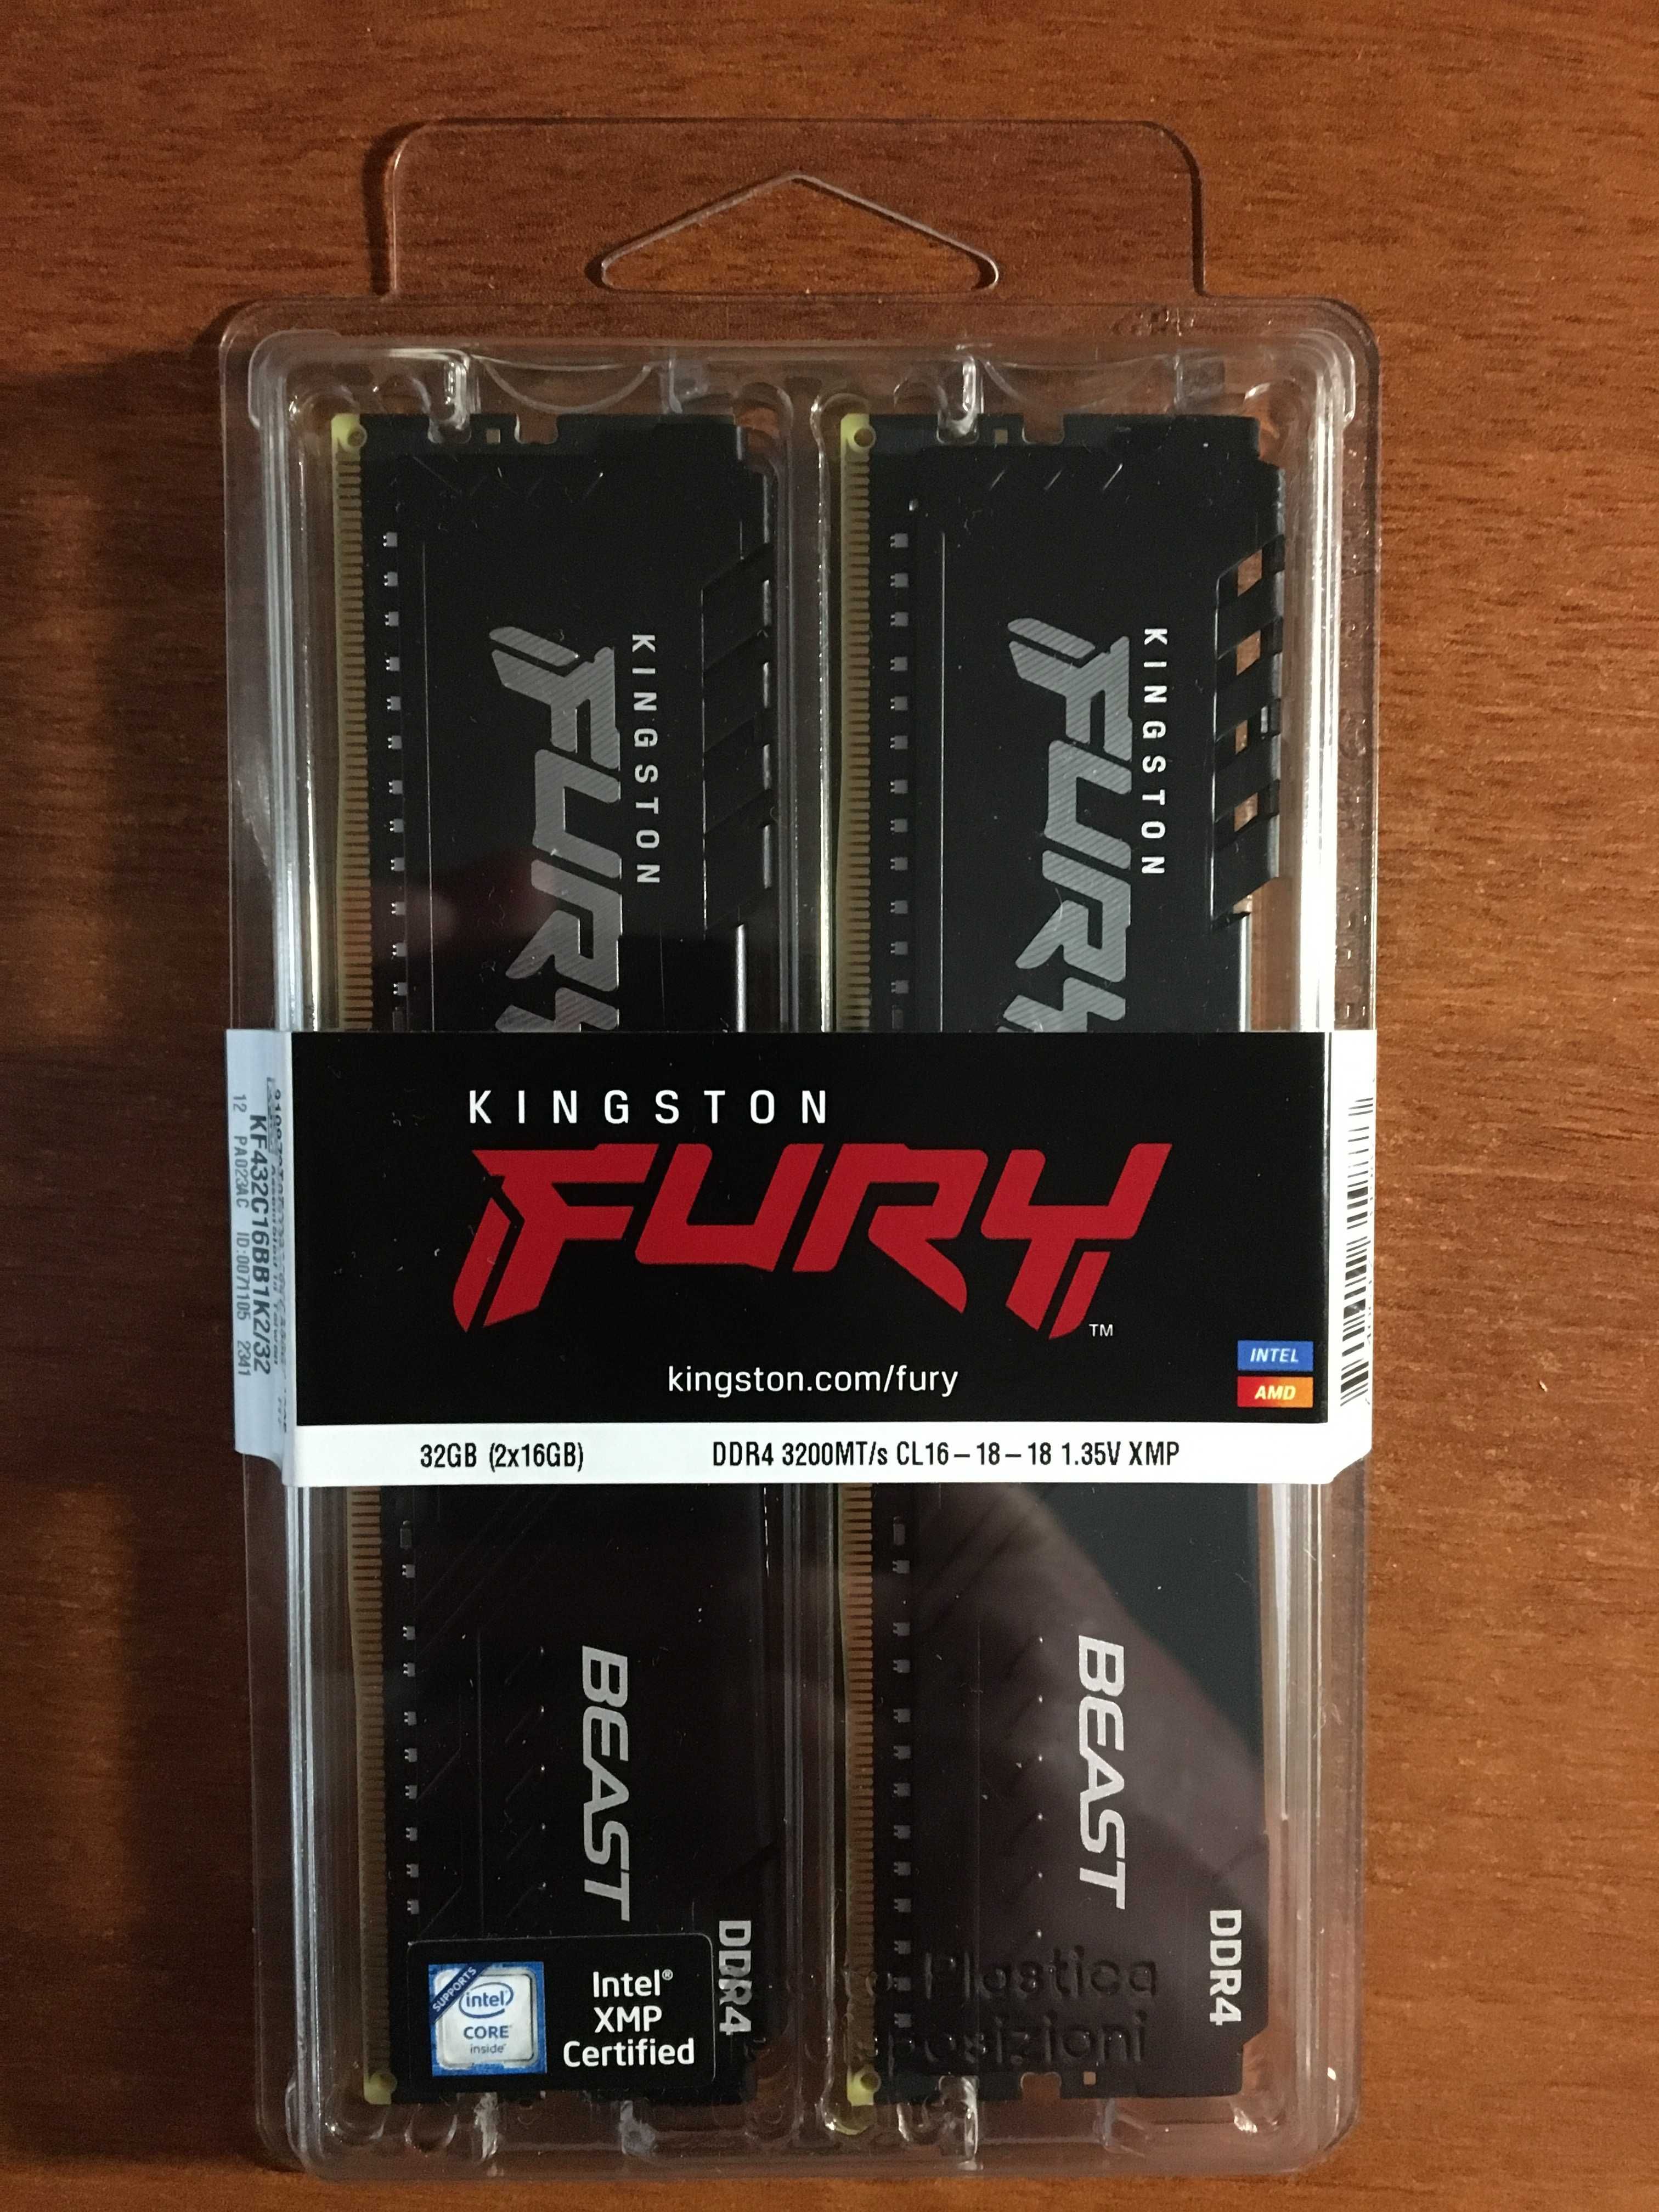 KINGSTON
FURY
KINGSTON
FURY
KINGSTON
FURY
TM
kingston.com/fury
INTEL
AMD
32GB (2x16GB) DDR4 3200MT/s CL16-18-18 1.35V XMP
KF432C16BB1K2/32
12 PA023AC ID:0071105 2341
BEAST
DDR4
BEAST
DDR4
SUPPORTS
intel
CORE
inside
Intel®
XMP
Certified
Plastica